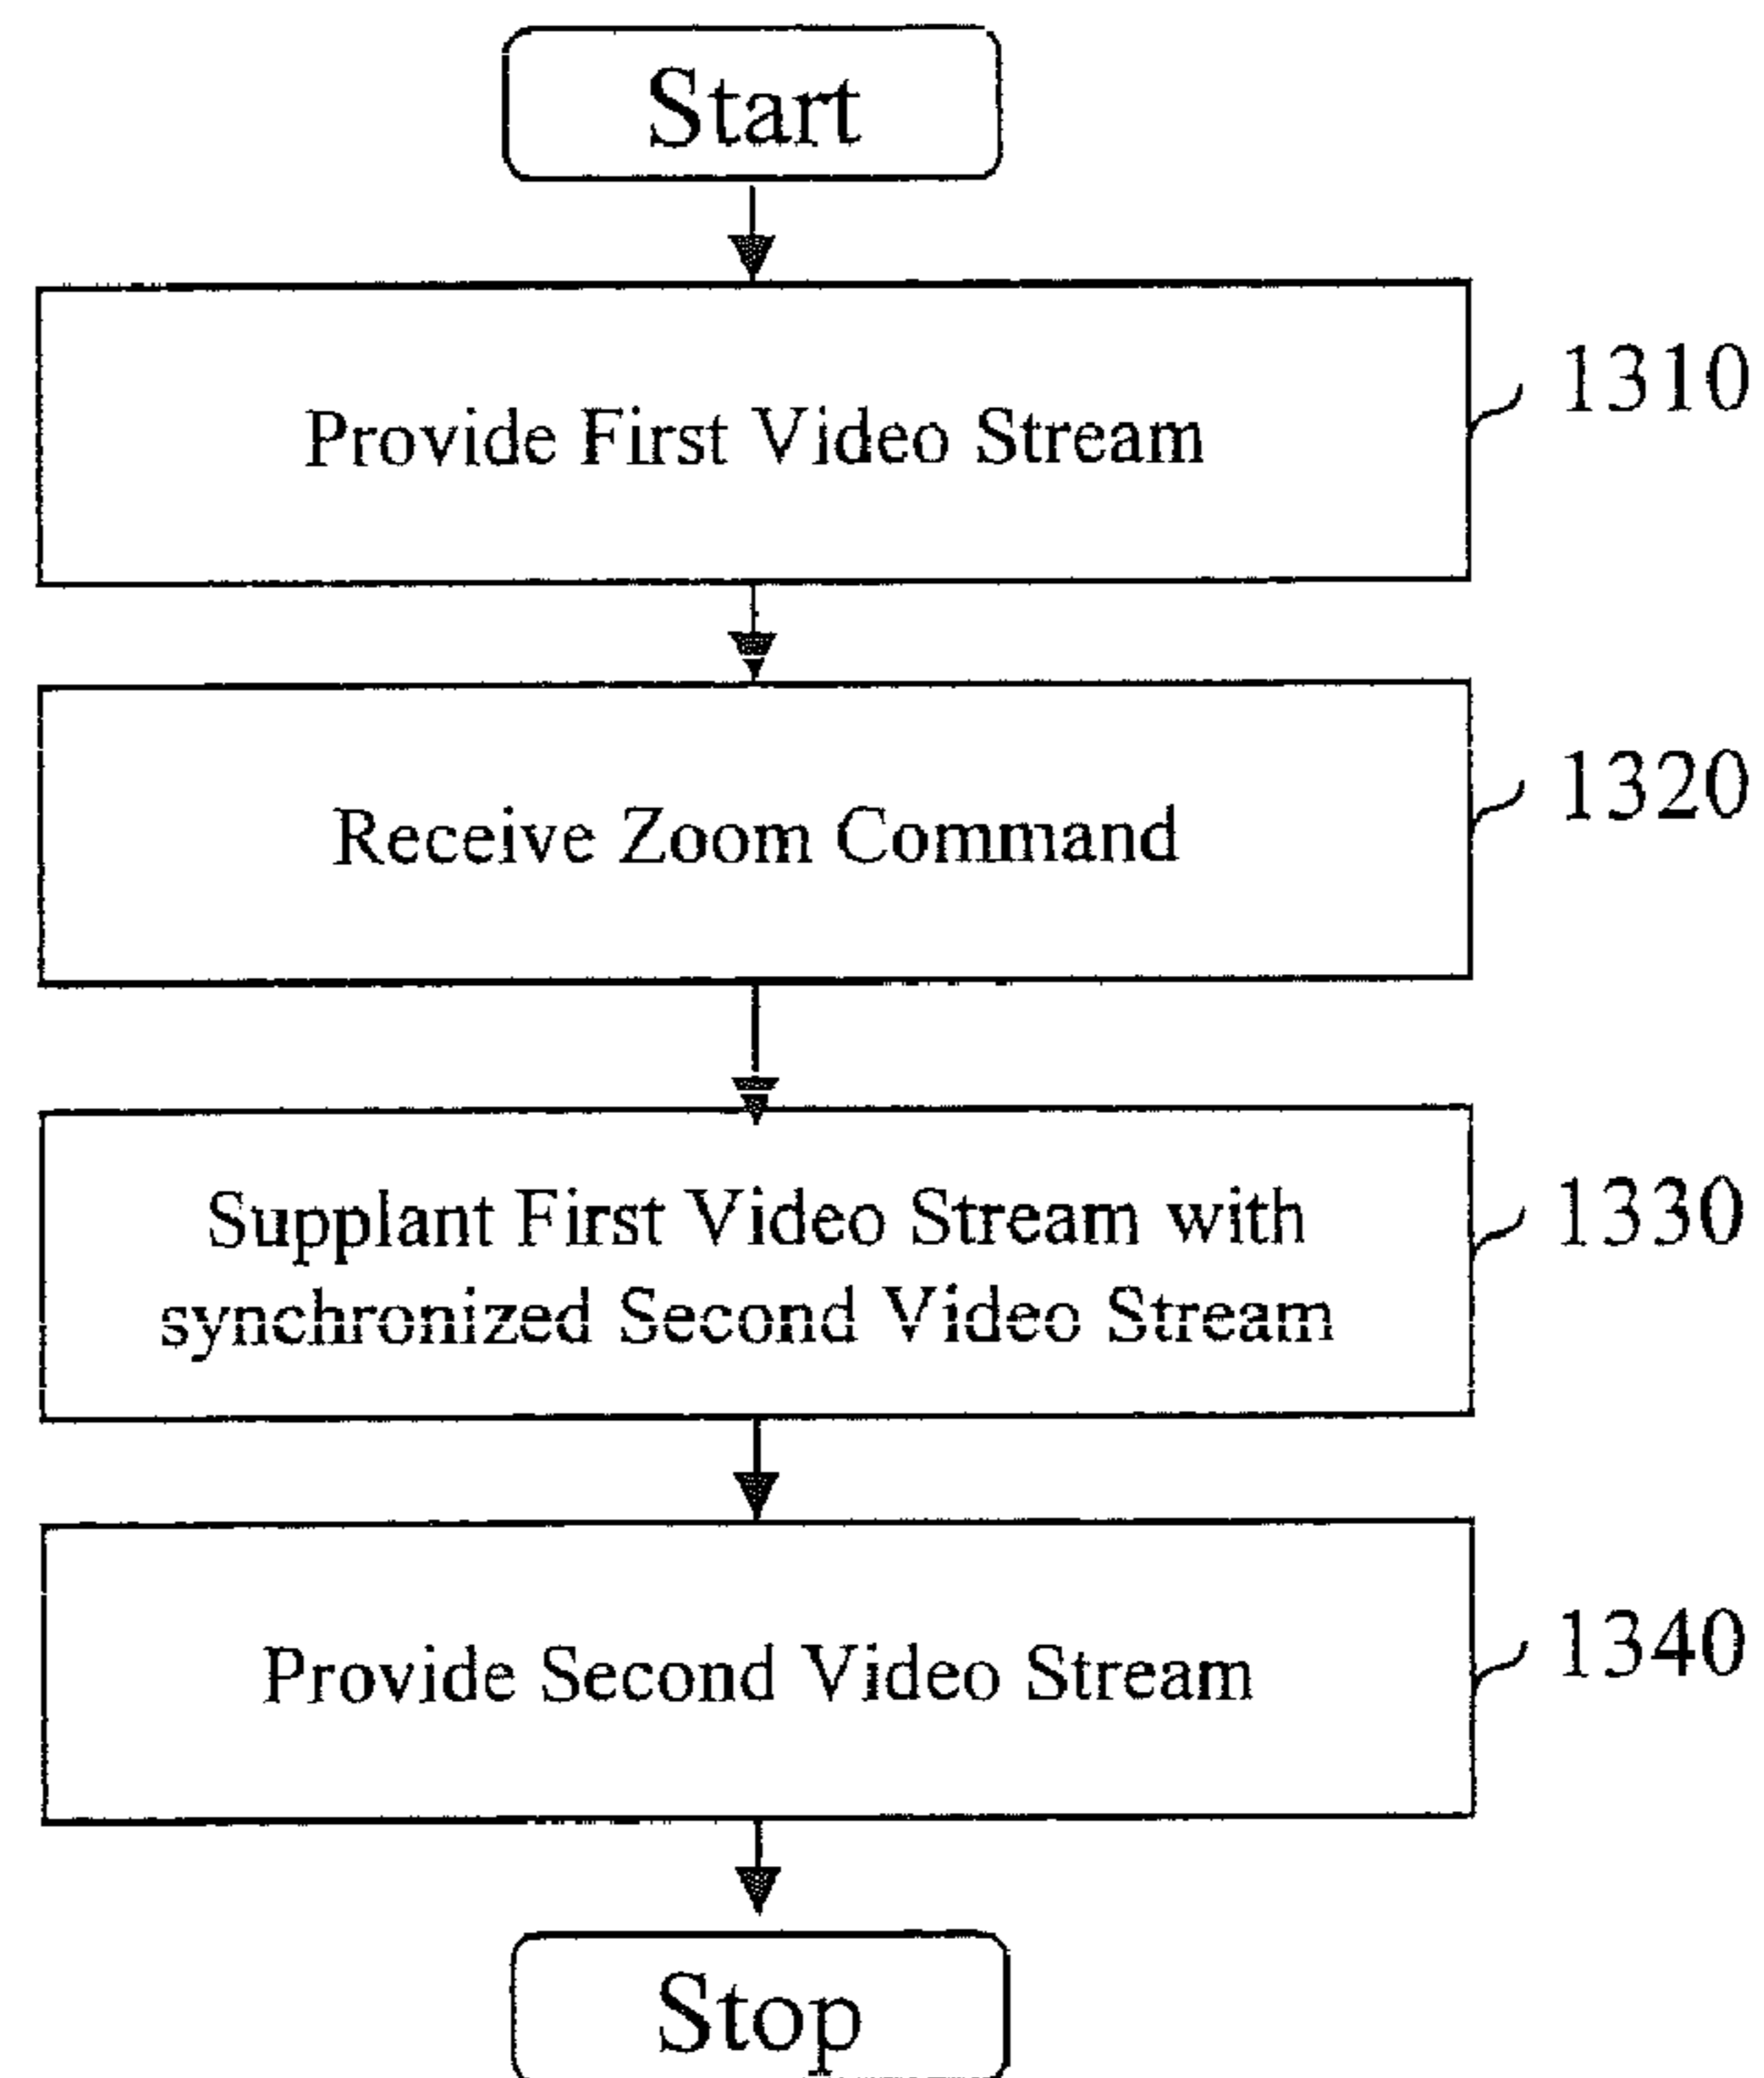 Start
Provide First Video Stream
1310
Receive Zoom Command
1320
Supplant First Video Stream with
synchronized Second Video Stream
1330
Provide Second Video Stream
1340
Stop